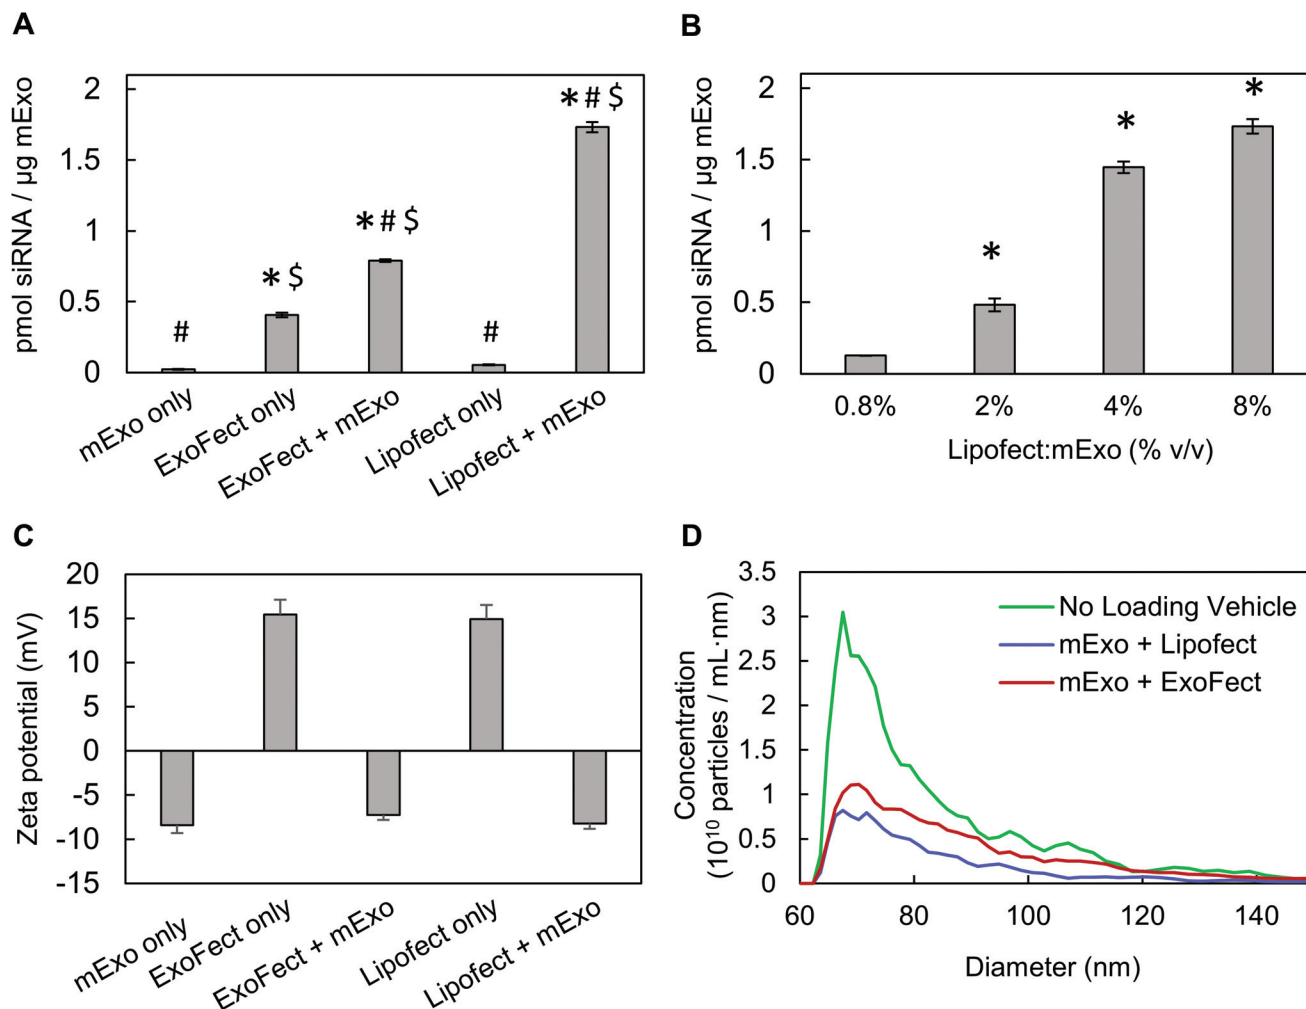 A
pmol siRNA / µg mExo
2
1.5
1
0.5
0
#
* $
* # $
#
* # $
mExo only
ExoFect only
ExoFect + mExo
Lipofect only
Lipofect + mExo
B
pmol siRNA / µg mExo
2
1.5
1
0.5
0
*
*
*
0.8%
2%
4%
8%
Lipofect:mExo (% v/v)
C
Zeta potential (mV)
20
15
10
5
0
-5
-10
-15
mExo only
ExoFect only
ExoFect + mExo
Lipofect only
Lipofect + mExo
D
Concentration
(10¹⁰ particles / mL·nm)
3.5
3
2.5
2
1.5
1
0.5
0
No Loading Vehicle
mExo + Lipofect
mExo + ExoFect
60
80
100
120
140
Diameter (nm)